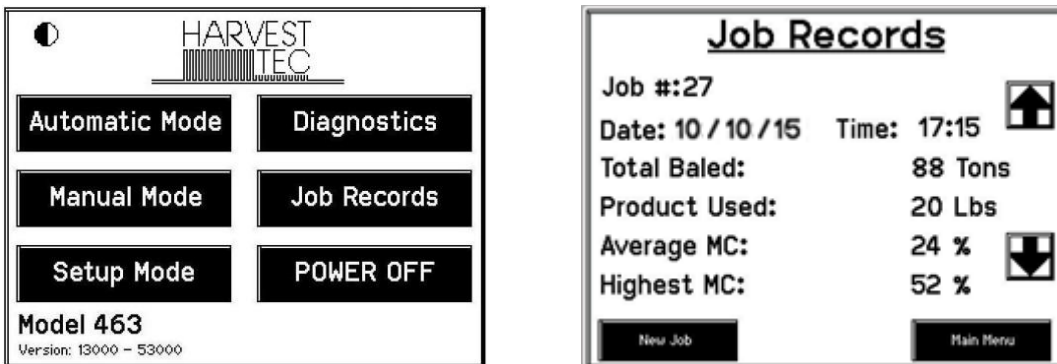 HARVEST
TEC
Automatic Mode Diagnostics
Manual Mode Job Records
Setup Mode POWER OFF
Model 463
Version: 13000 - 53000
Job Records
Job #:27
Date: 10 / 10 / 15 Time: 17:15
Total Baled: 88 Tons
Product Used: 20 Lbs
Average MC: 24 %
Highest MC: 52 %
New Job Main Menu